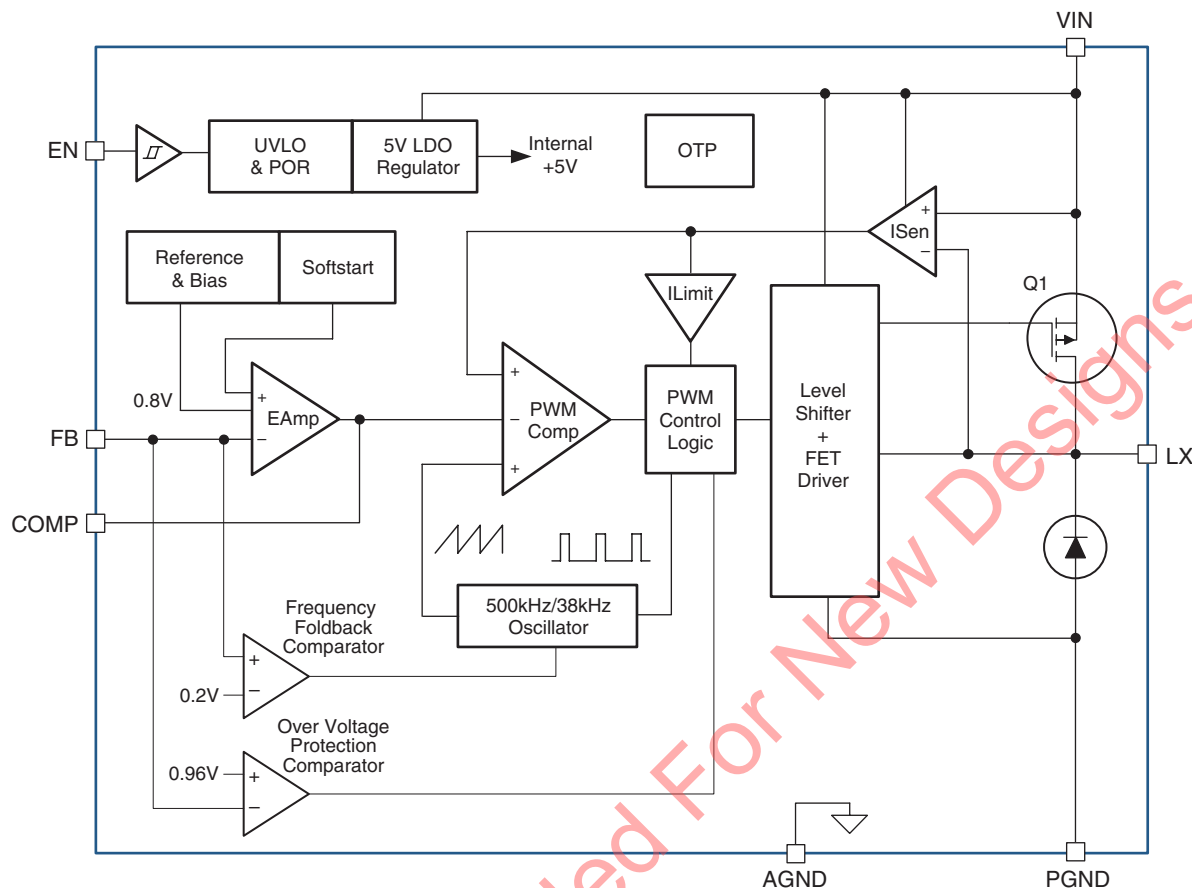 VIN
EN
UVLO
& POR
5V LDO
Regulator
Internal
+5V
OTP
Reference
& Bias
Softstart
+
ISen
−
ILimit
Q1
0.8V
+
EAmp
−
+
−
PWM
Comp
+
PWM
Control
Logic
Level
Shifter
+
FET
Driver
FB
LX
COMP
500kHz/38kHz
Oscillator
Frequency
Foldback
Comparator
+
0.2V
−
Over Voltage
Protection
Comparator
0.96V
+
−
AGND
PGND
ded For New Designs